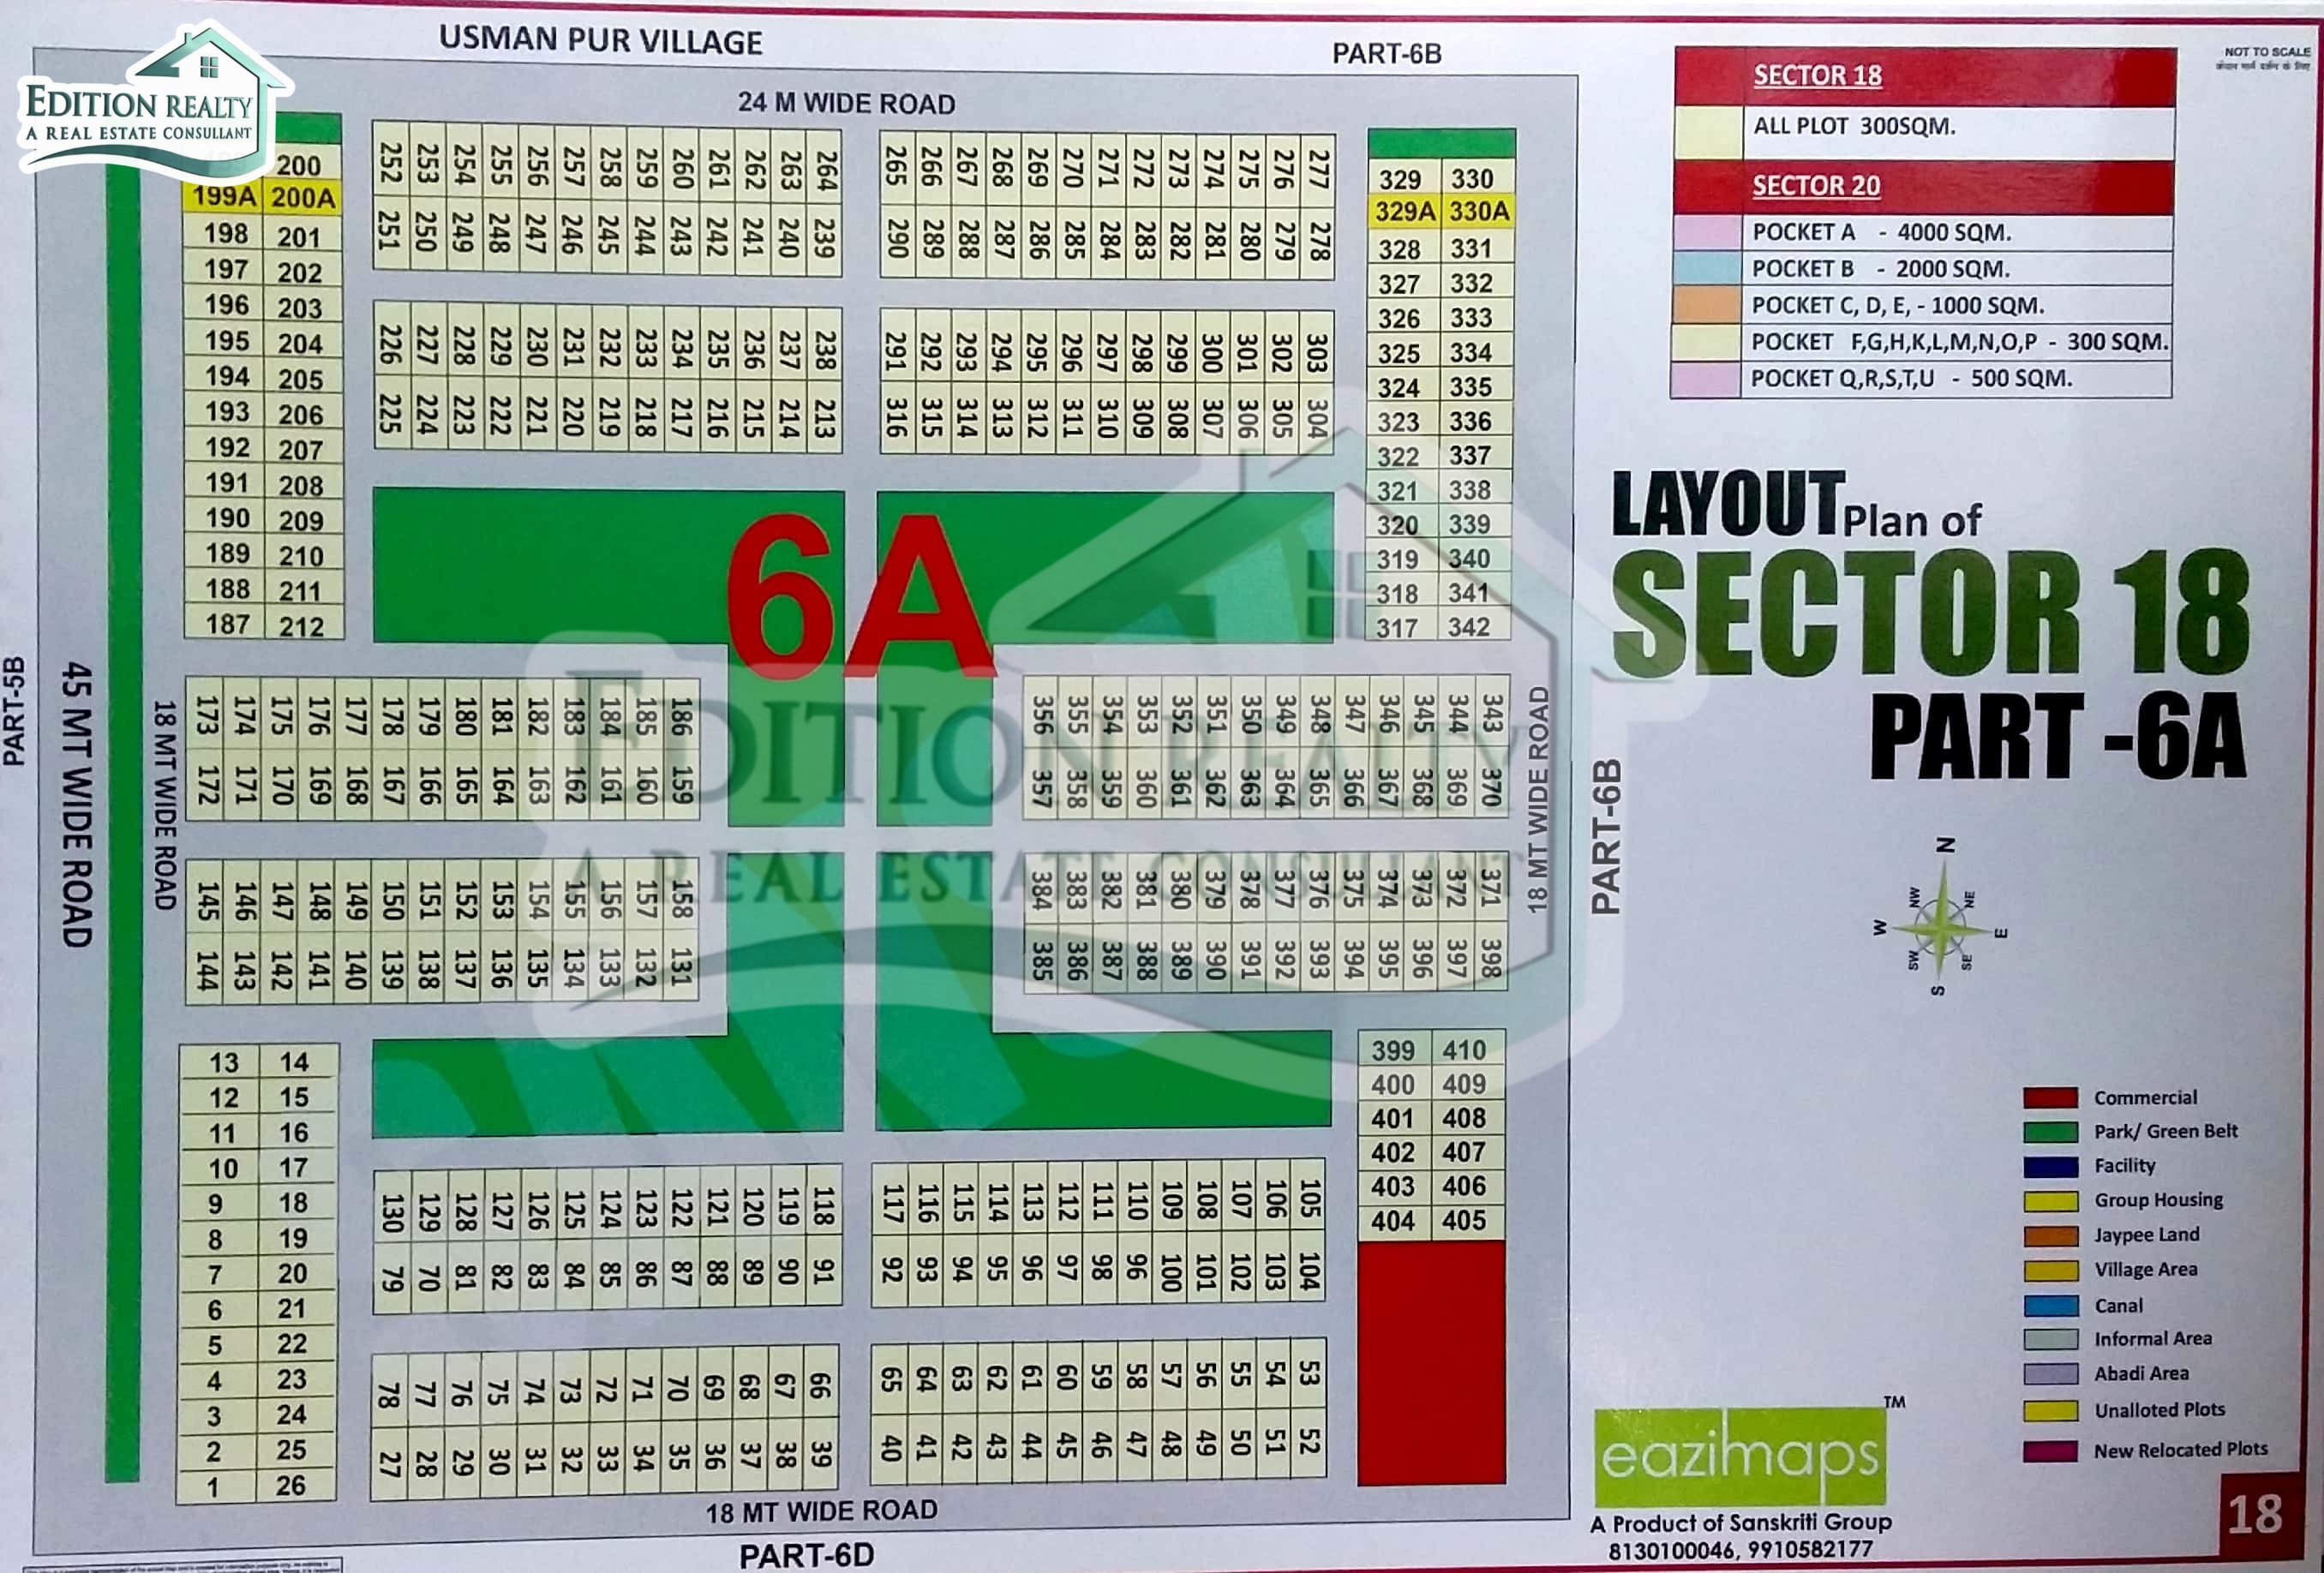 USMAN PUR VILLAGE
PART-6B
24 M WIDE ROAD
EDITION REALTY
A REAL ESTATE CONSULLANT
NOT TO SCALE
SECTOR 18
ALL PLOT 300SQM.
SECTOR 20
POCKET A - 4000 SQM.
POCKET B - 2000 SQM.
POCKET C, D, E, - 1000 SQM.
POCKET F,G,H,K,L,M,N,O,P - 300 SQM.
POCKET Q,R,S,T,U - 500 SQM.
200
199A 200A
198 201
197 202
196 203
195 204
194 205
193 206
192 207
191 208
190 209
189 210
188 211
187 212
252 253 254 255 256 257 258 259 260 261 262 263 264
251 250 249 248 247 246 245 244 243 242 241 240 239
226 227 228 229 230 231 232 233 234 235 236 237 238
225 224 223 222 221 220 219 218 217 216 215 214 213
265 266 267 268 269 270 271 272 273 274 275 276 277
290 289 288 287 286 285 284 283 282 281 280 279 278
291 292 293 294 295 296 297 298 299 300 301 302 303
316 315 314 313 312 311 310 309 308 307 306 305 304
329 330
329A 330A
328 331
327 332
326 333
325 334
324 335
323 336
322 337
321 338
320 339
319 340
318 341
317 342
6A
LAYOUT Plan of
SECTOR 18
PART -6A
PART-5B
45 MT WIDE ROAD
18 MT WIDE ROAD
173 174 175 176 177 178 179 180 181 182 183 184 185 186
172 171 170 169 168 167 166 165 164 163 162 161 160 159
145 146 147 148 149 150 151 152 153 154 155 156 157 158
144 143 142 141 140 139 138 137 136 135 134 133 132 131
EDITION REALTY
A REAL ESTATE CONSULLANT
356 355 354 353 352 351 350 349 348 347 346 345 344 343
357 358 359 360 361 362 363 364 365 366 367 368 369 370
384 383 382 381 380 379 378 377 376 375 374 373 372 371
385 386 387 388 389 390 391 392 393 394 395 396 397 398
18 MT WIDE ROAD
PART-6B
N
NW NE
W E
SW SE
S
13 14
12 15
11 16
10 17
9 18
8 19
7 20
6 21
5 22
4 23
3 24
2 25
1 26
130 129 128 127 126 125 124 123 122 121 120 119 118
79 70 81 82 83 84 85 86 87 88 89 90 91
78 77 76 75 74 73 72 71 70 69 68 67 66
27 28 29 30 31 32 33 34 35 36 37 38 39
117 116 115 114 113 112 111 110 109 108 107 106 105
92 93 94 95 96 97 98 96 100 101 102 103 104
65 64 63 62 61 60 59 58 57 56 55 54 53
40 41 42 43 44 45 46 47 48 49 50 51 52
399 410
400 409
401 408
402 407
403 406
404 405
Commercial
Park/ Green Belt
Facility
Group Housing
Jaypee Land
Village Area
Canal
Informal Area
Abadi Area
Unalloted Plots
New Relocated Plots
18 MT WIDE ROAD
PART-6D
eazimaps
TM
A Product of Sanskriti Group
8130100046, 9910582177
18